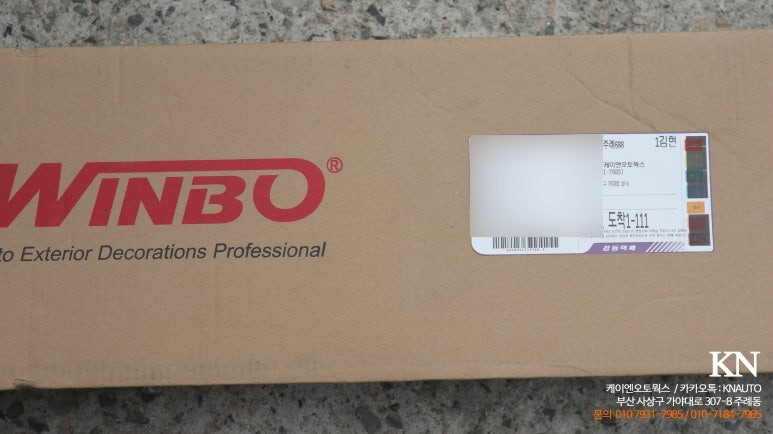 WINBO®
to Exterior Decorations Professional
주례688 1김현
케이엔오토웍스
도착1-111
경동택배
KN
케이엔오토웍스 / 카카오톡 : KNAUTO
부산 사상구 가야대로 307-8 주례동
문의 010 7931-7985 / 010-7184-7985